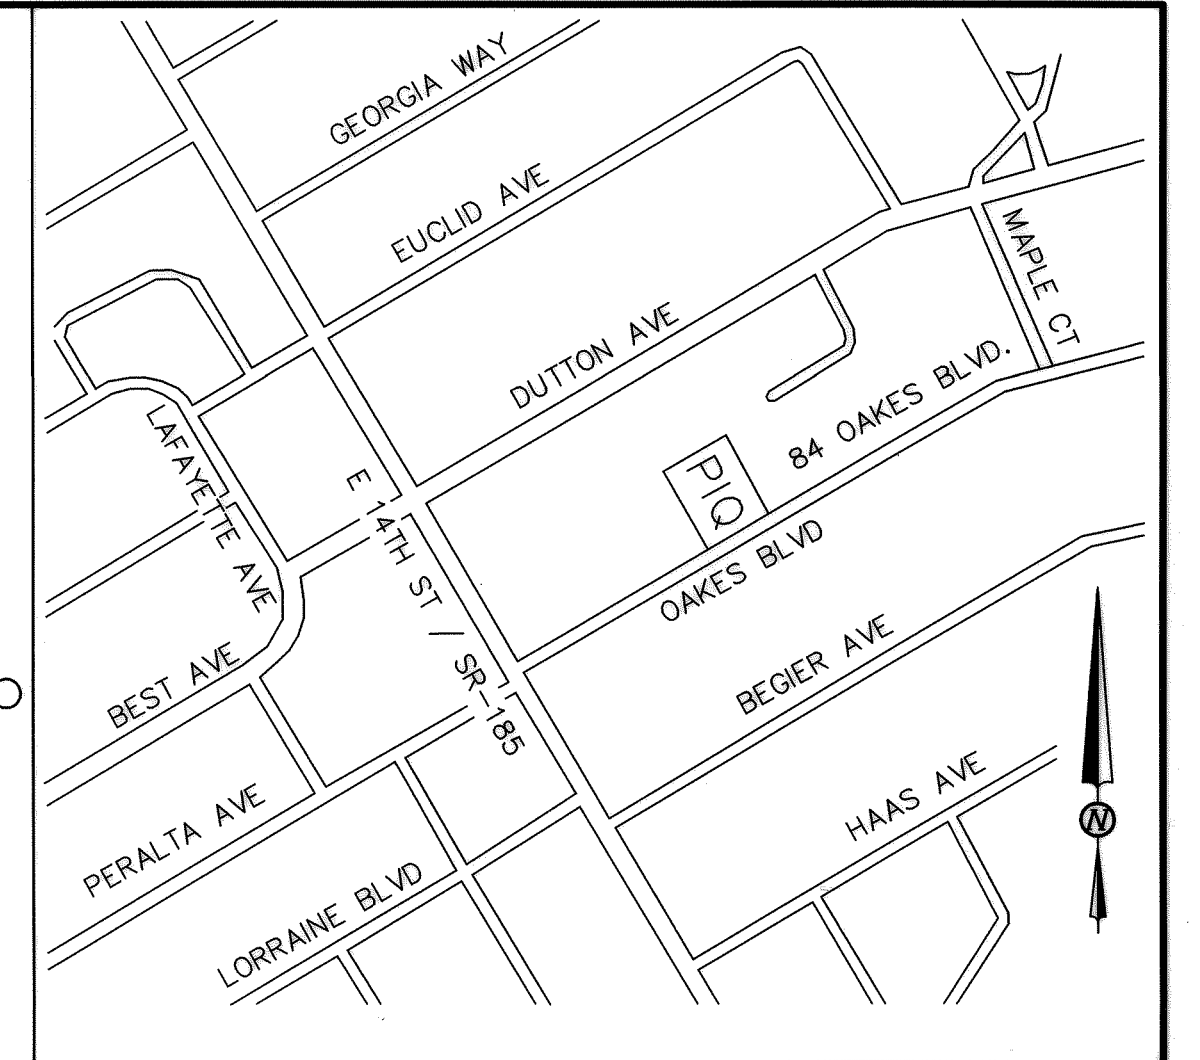 GEORGIA WAY
EUCLID AVE
MAPLE CT
DUTTON AVE
84 OAKES BLVD.
LAFAYETTE AVE
E 14TH ST / SR-185
PIQ
OAKES BLVD
BEST AVE
BEGIER AVE
PERALTA AVE
HAAS AVE
LORRAINE BLVD
N